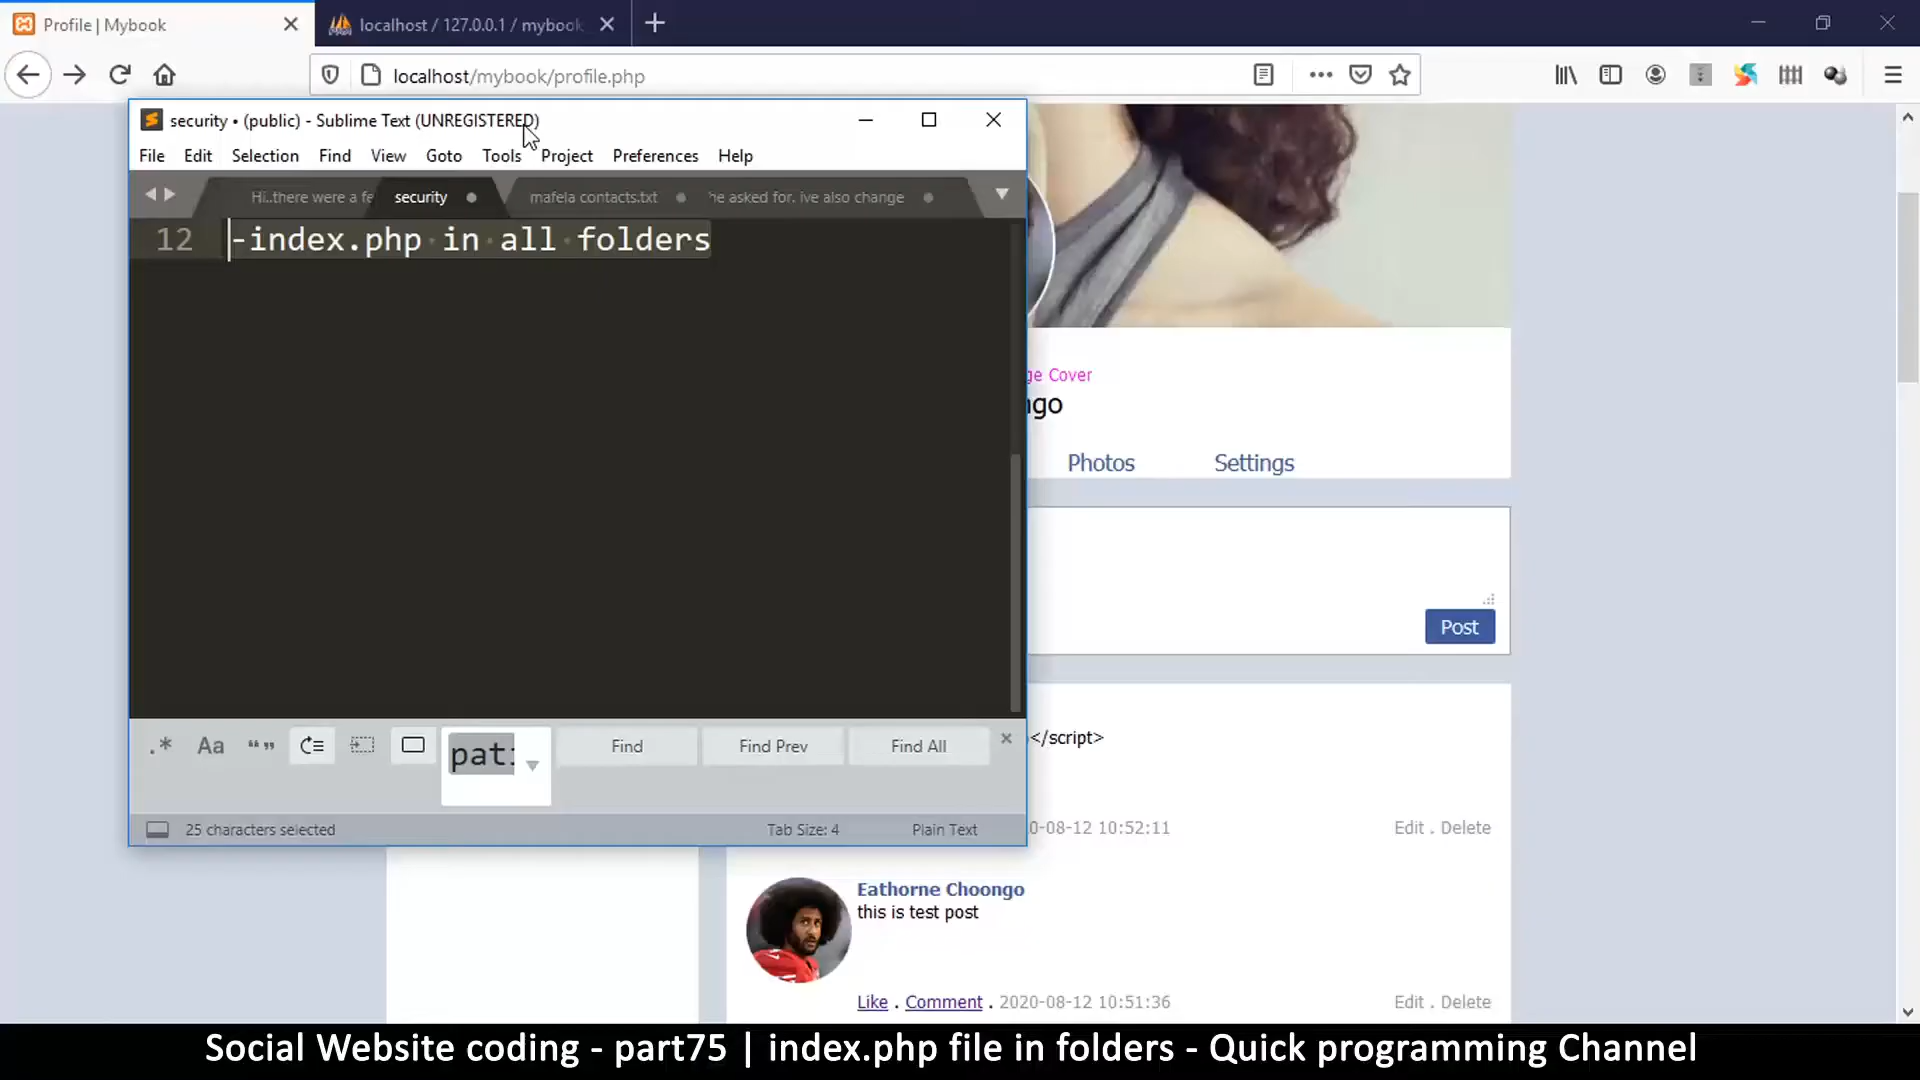 Profile | Mybook
localhost / 127.0.0.1 / mybook
localhost/mybook/profile.php
security • (public) - Sublime Text (UNREGISTERED)
File Edit Selection Find View Goto Tools Project Preferences Help
Hi..there were a fe security mafela contacts.txt he asked for. ive also change
12 -index.php in all folders
ge Cover
ngo
Photos Settings
Post
</script>
.* Aa “” Find Find Prev Find All
25 characters selected Tab Size: 4 Plain Text
0-08-12 10:52:11 Edit . Delete
Eathorne Choongo
this is test post
Like . Comment . 2020-08-12 10:51:36 Edit . Delete
Social Website coding - part75 | index.php file in folders - Quick programming Channel